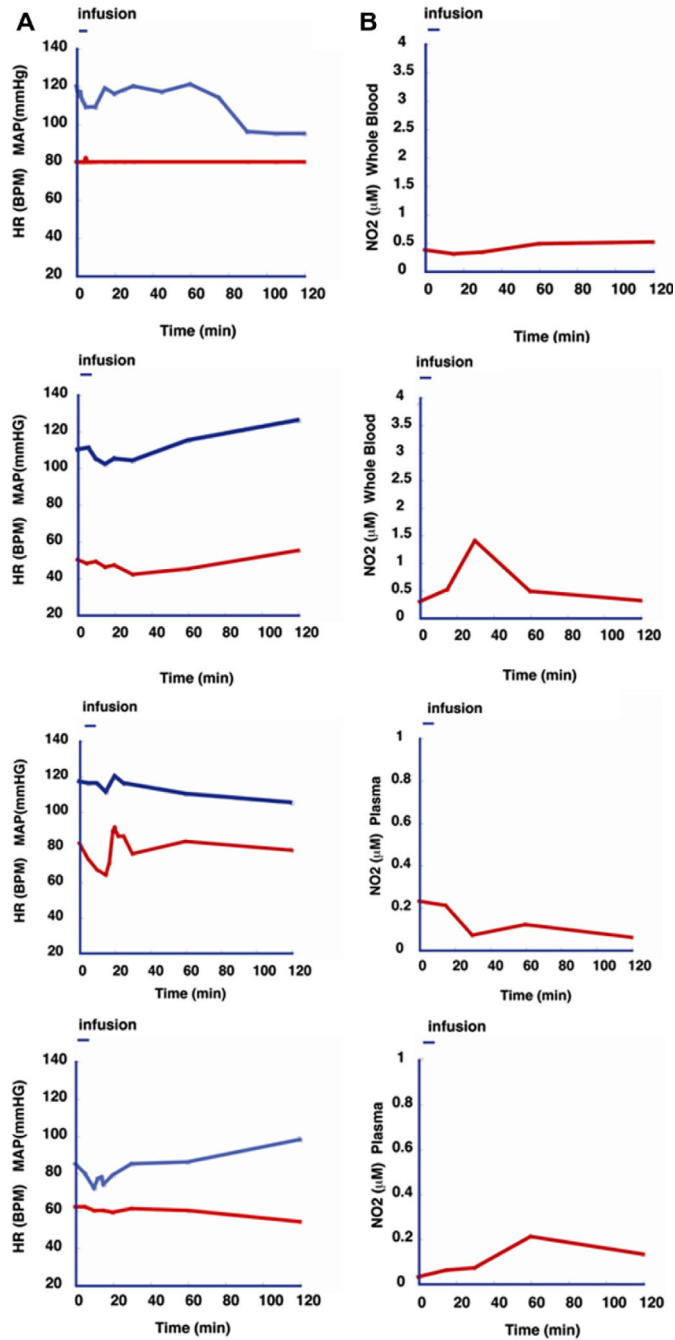 A
B
infusion
infusion
HR (BPM) MAP(mmHg)
140
120
100
80
60
40
20
0 20 40 60 80 100 120
Time (min)
NO2 (μM) Whole Blood
4
3.5
3
2.5
2
1.5
1
0.5
0
0 20 40 60 80 100 120
Time (min)
infusion
infusion
HR (BPM) MAP(mmHG)
140
120
100
80
60
40
20
0 20 40 60 80 100 120
Time (min)
NO2 (μM) Whole Blood
4
3.5
3
2.5
2
1.5
1
0.5
0
0 20 40 60 80 100 120
Time (min)
infusion
infusion
HR (BPM) MAP(mmHG)
140
120
100
80
60
40
20
0 20 40 60 80 100 120
Time (min)
NO2 (μM) Plasma
1
0.8
0.6
0.4
0.2
0
0 20 40 60 80 100 120
Time (min)
infusion
infusion
HR (BPM) MAP(mmHG)
140
120
100
80
60
40
20
0 20 40 60 80 100 120
Time (min)
NO2 (μM) Plasma
1
0.8
0.6
0.4
0.2
0
0 20 40 60 80 100 120
Time (min)